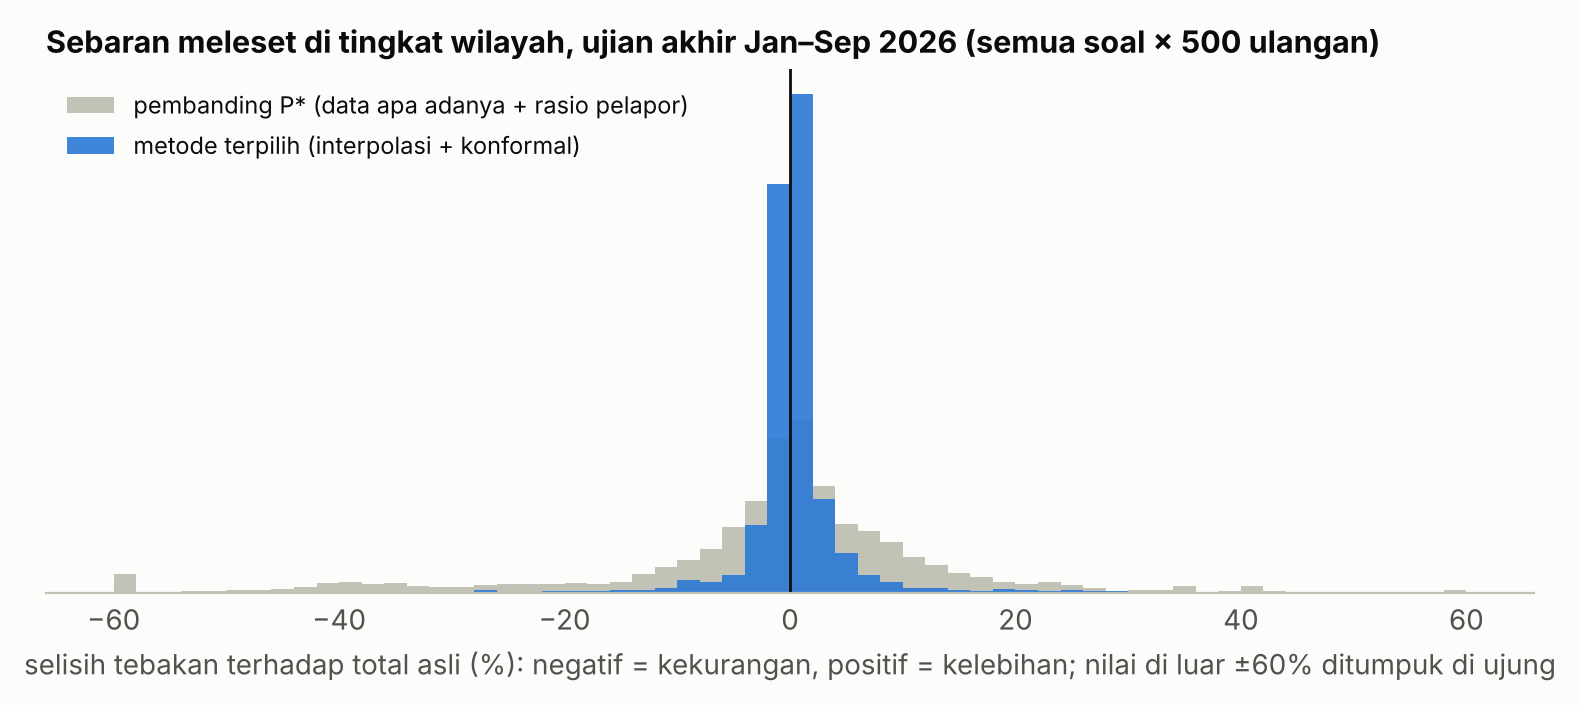 Sebaran meleset di tingkat wilayah, ujian akhir Jan–Sep 2026 (semua soal × 500 ulangan)
pembanding P* (data apa adanya + rasio pelapor)
metode terpilih (interpolasi + konformal)
−60 −40 −20 0 20 40 60
selisih tebakan terhadap total asli (%): negatif = kekurangan, positif = kelebihan; nilai di luar ±60% ditumpuk di ujung